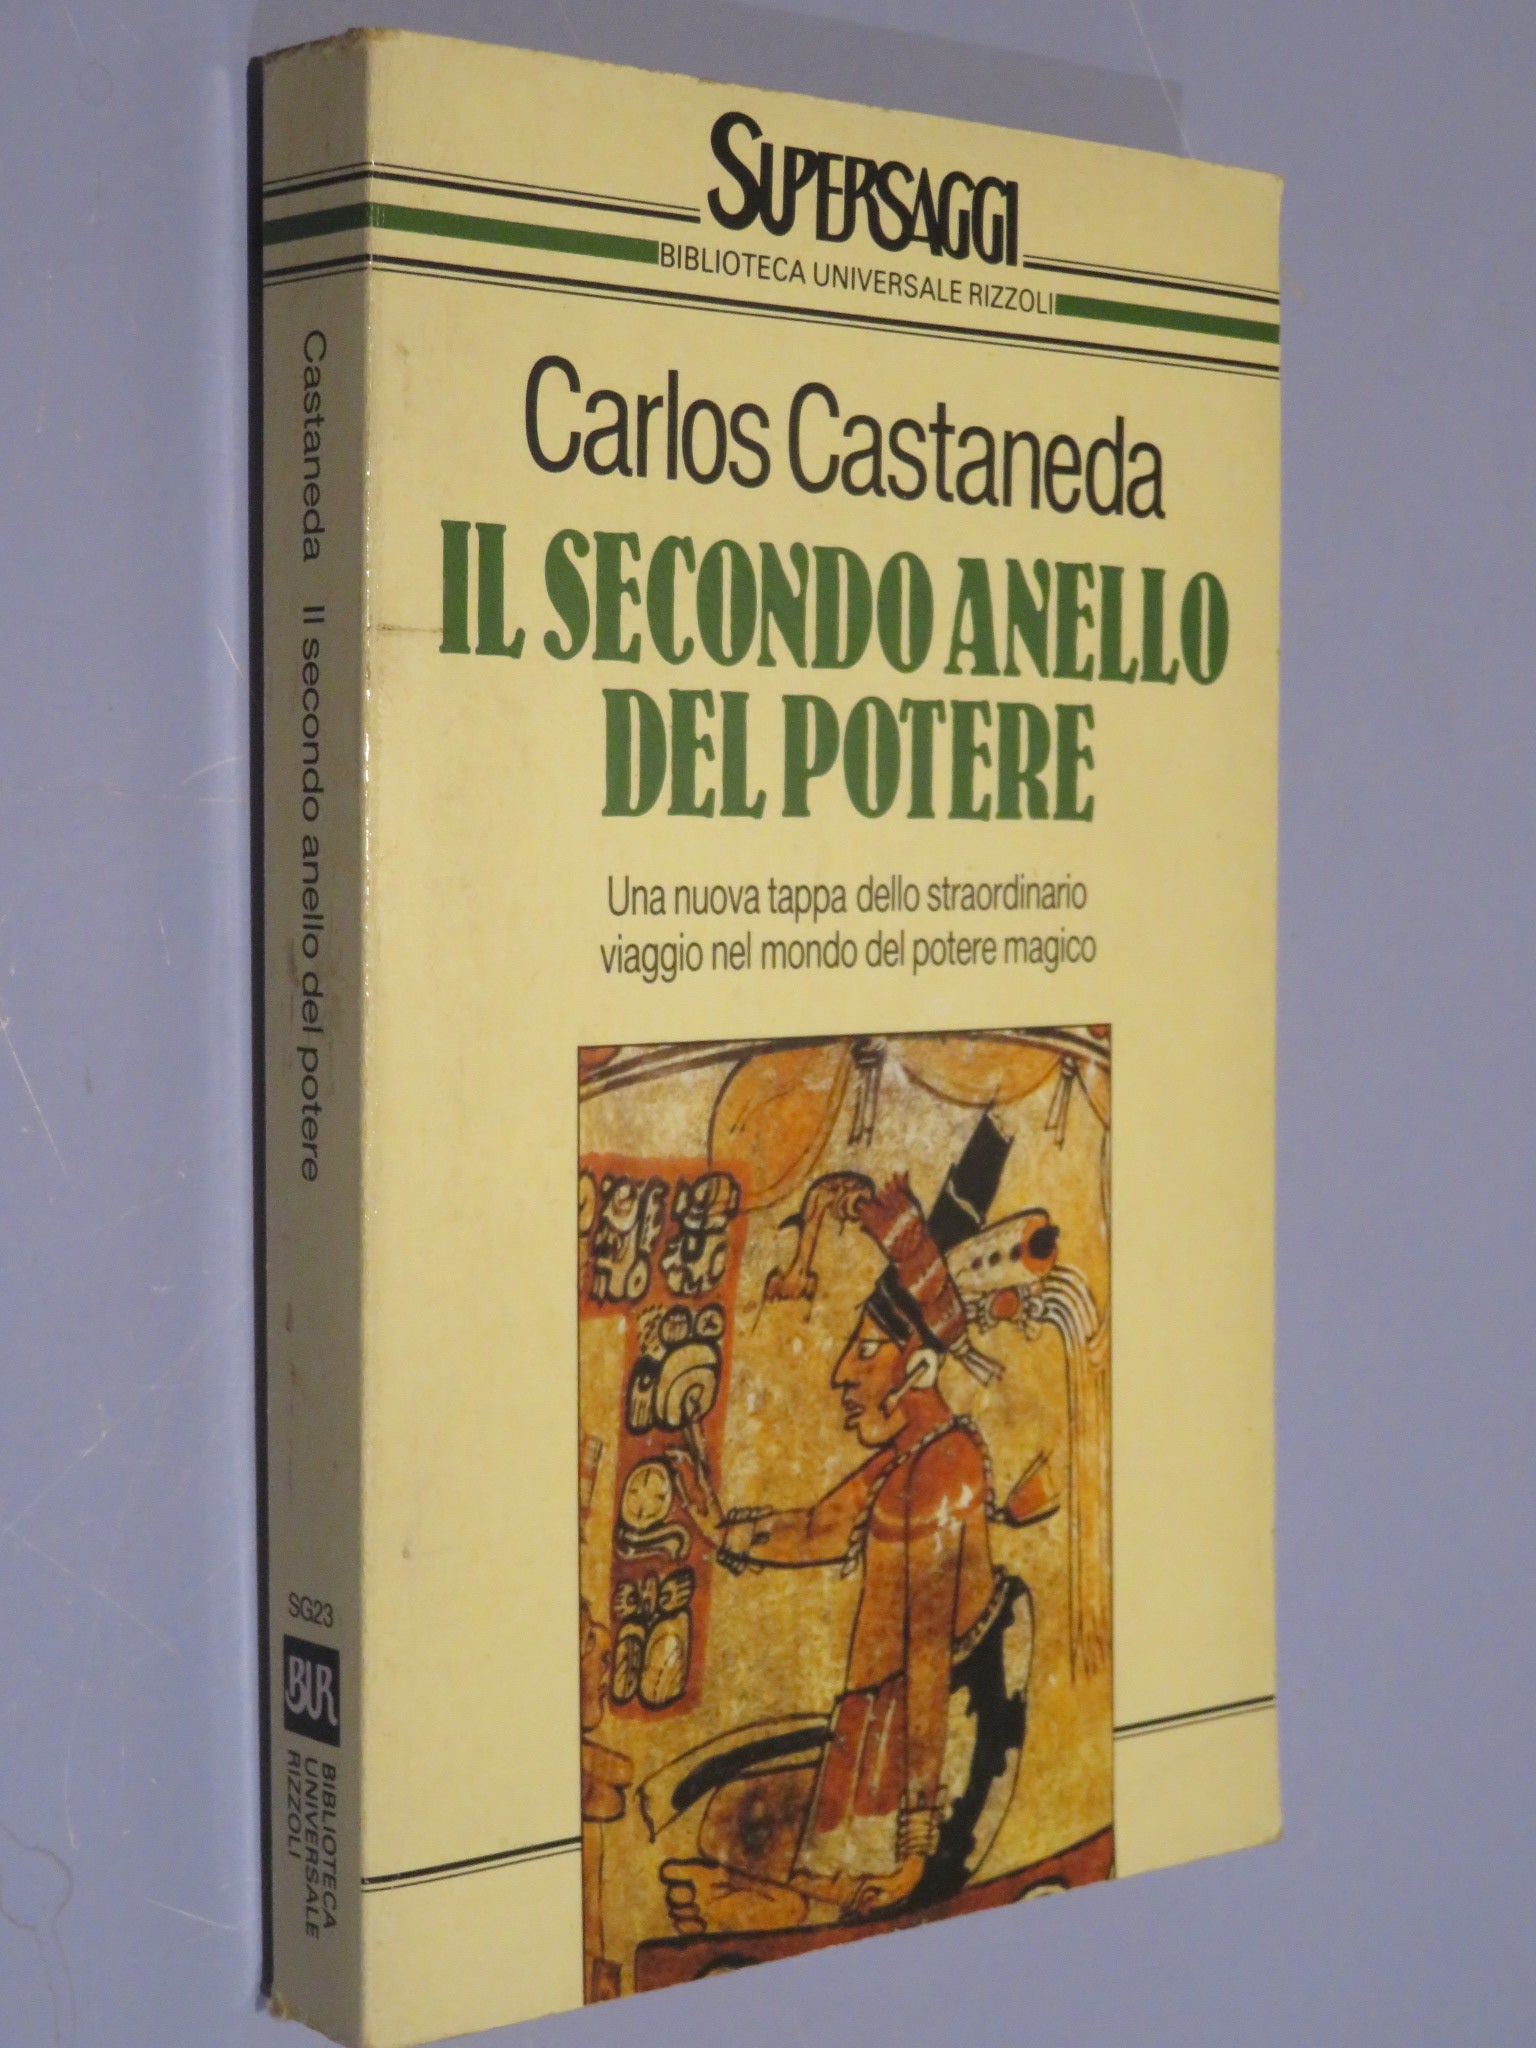 SUPERSAGGI
BIBLIOTECA UNIVERSALE RIZZOLI
Carlos Castaneda
IL SECONDO ANELLO
DEL POTERE
Una nuova tappa dello straordinario
viaggio nel mondo del potere magico
Castaneda Il secondo anello del potere
SG23
BUR
BIBLIOTECA
UNIVERSALE
RIZZOLI